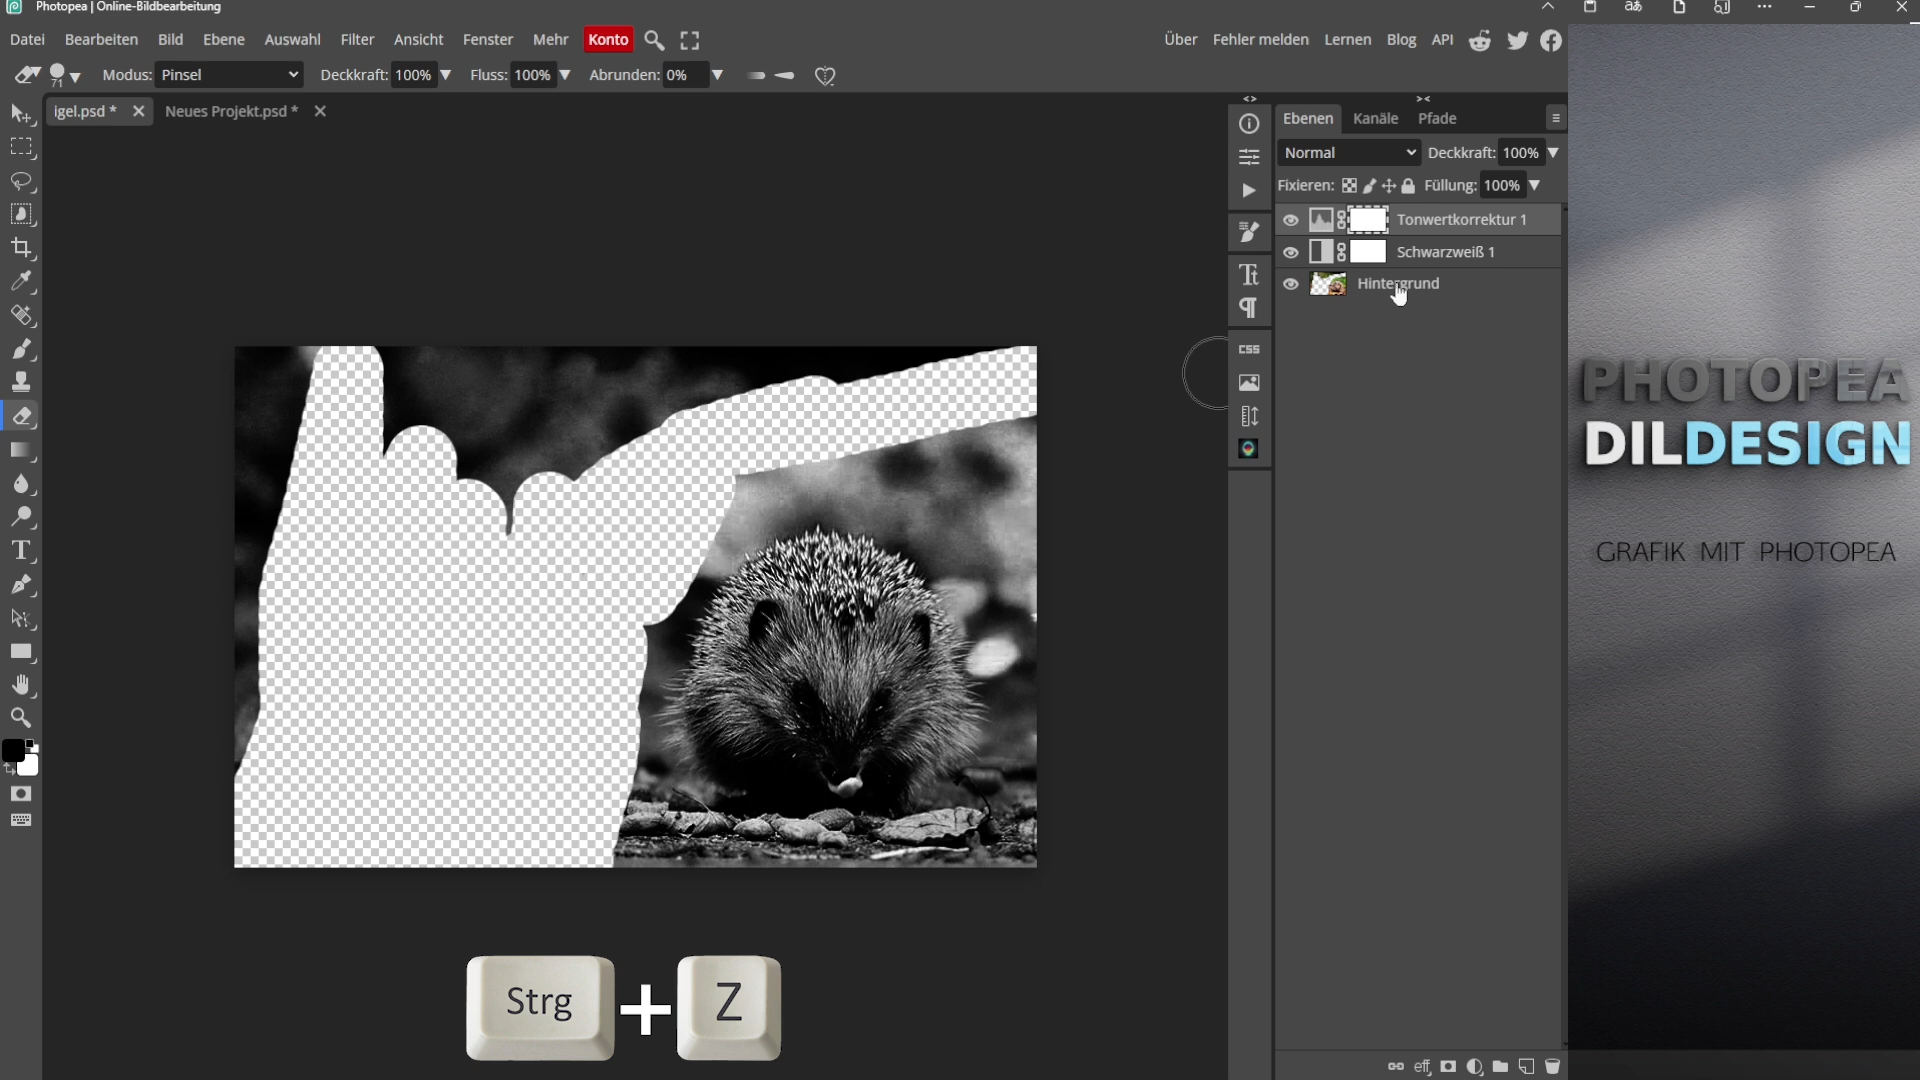 Photopea | Online-Bildbearbeitung
Datei Bearbeiten Bild Ebene Auswahl Filter Ansicht Fenster Mehr Konto
Über Fehler melden Lernen Blog API
71 Modus: Pinsel Deckkraft: 100% Fluss: 100% Abrunden: 0%
igel.psd * Neues Projekt.psd *
Ebenen Kanäle Pfade
Normal Deckkraft: 100%
Fixieren: Füllung: 100%
Tonwertkorrektur 1
Schwarzweiß 1
Hintergrund
CSS
eff
PHOTOPEA
DILDESIGN
GRAFIK MIT PHOTOPEA
Strg + Z